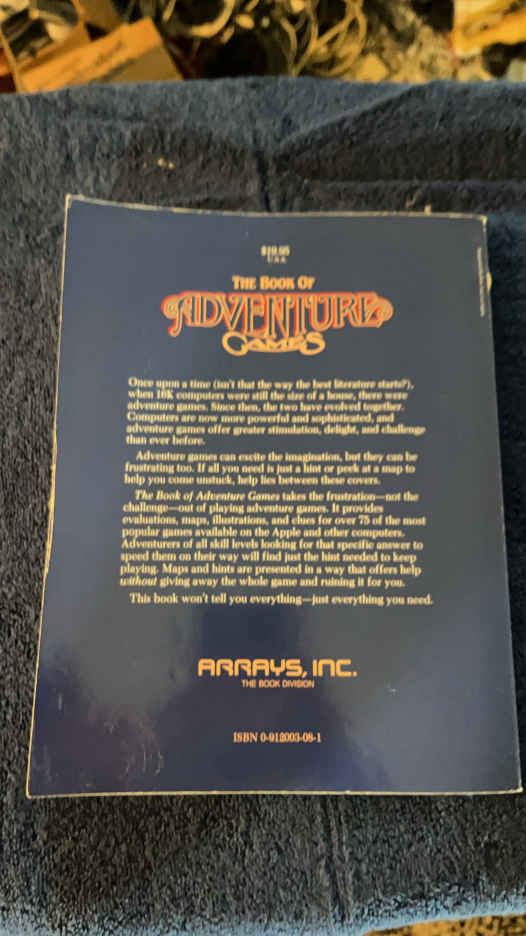 $19.95
U.S.A.
THE BOOK OF
ADVENTURE
GAMES
Once upon a time (isn't that the way the best literature starts?),
when 16K computers were still the size of a house, there were
adventure games. Since then, the two have evolved together.
Computers are now more powerful and sophisticated, and
adventure games offer greater stimulation, delight, and challenge
than ever before.
Adventure games can excite the imagination, but they can be
frustrating too. If all you need is just a hint or peek at a map to
help you come unstuck, help lies between these covers.
The Book of Adventure Games takes the frustration—not the
challenge—out of playing adventure games. It provides
evaluations, maps, illustrations, and clues for over 75 of the most
popular games available on the Apple and other computers.
Adventurers of all skill levels looking for that specific answer to
speed them on their way will find just the hint needed to keep
playing. Maps and hints are presented in a way that offers help
without giving away the whole game and ruining it for you.
This book won't tell you everything—just everything you need.
ARRAYS, INC.
THE BOOK DIVISION
ISBN 0-912003-08-1